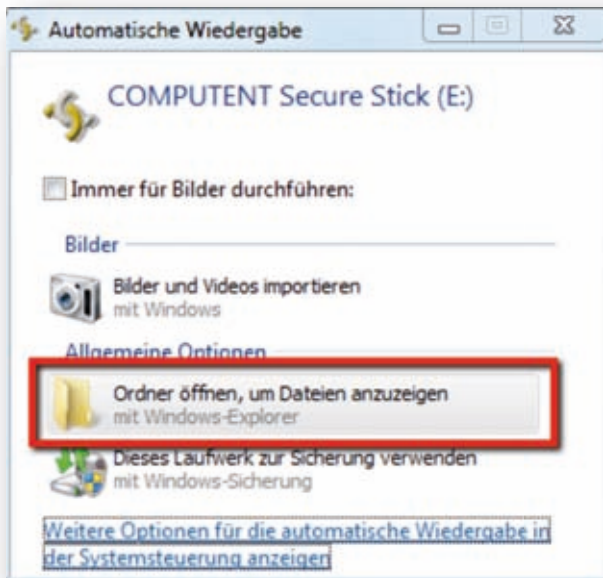 Automatische Wiedergabe
COMPUTENT Secure Stick (E:)
Immer für Bilder durchführen:
Bilder
Bilder und Videos importieren
mit Windows
Allgemeine Optionen
Ordner öffnen, um Dateien anzuzeigen
mit Windows-Explorer
Dieses Laufwerk zur Sicherung verwenden
mit Windows-Sicherung
Weitere Optionen für die automatische Wiedergabe in
der Systemsteuerung anzeigen